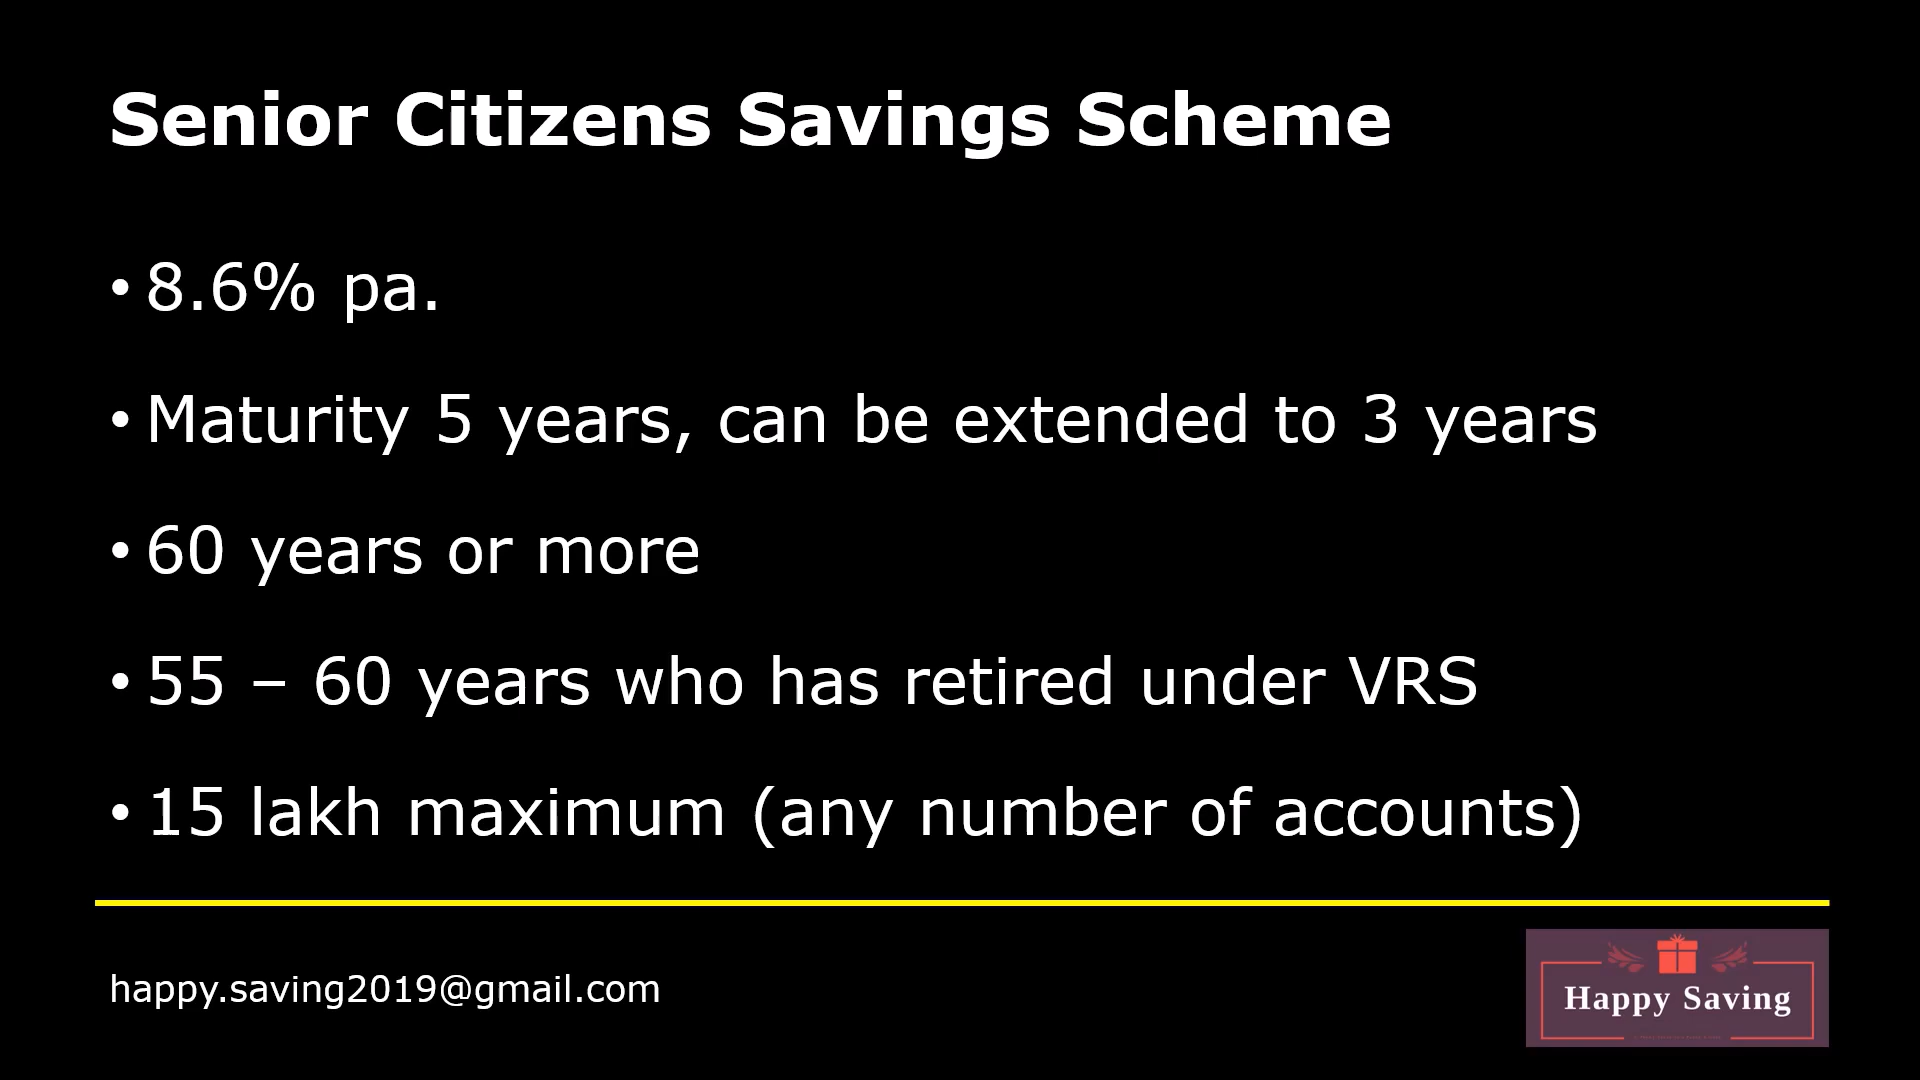 Senior Citizens Savings Scheme
• 8.6% pa.
• Maturity 5 years, can be extended to 3 years
• 60 years or more
• 55 – 60 years who has retired under VRS
• 15 lakh maximum (any number of accounts)
happy.saving2019@gmail.com
Happy Saving